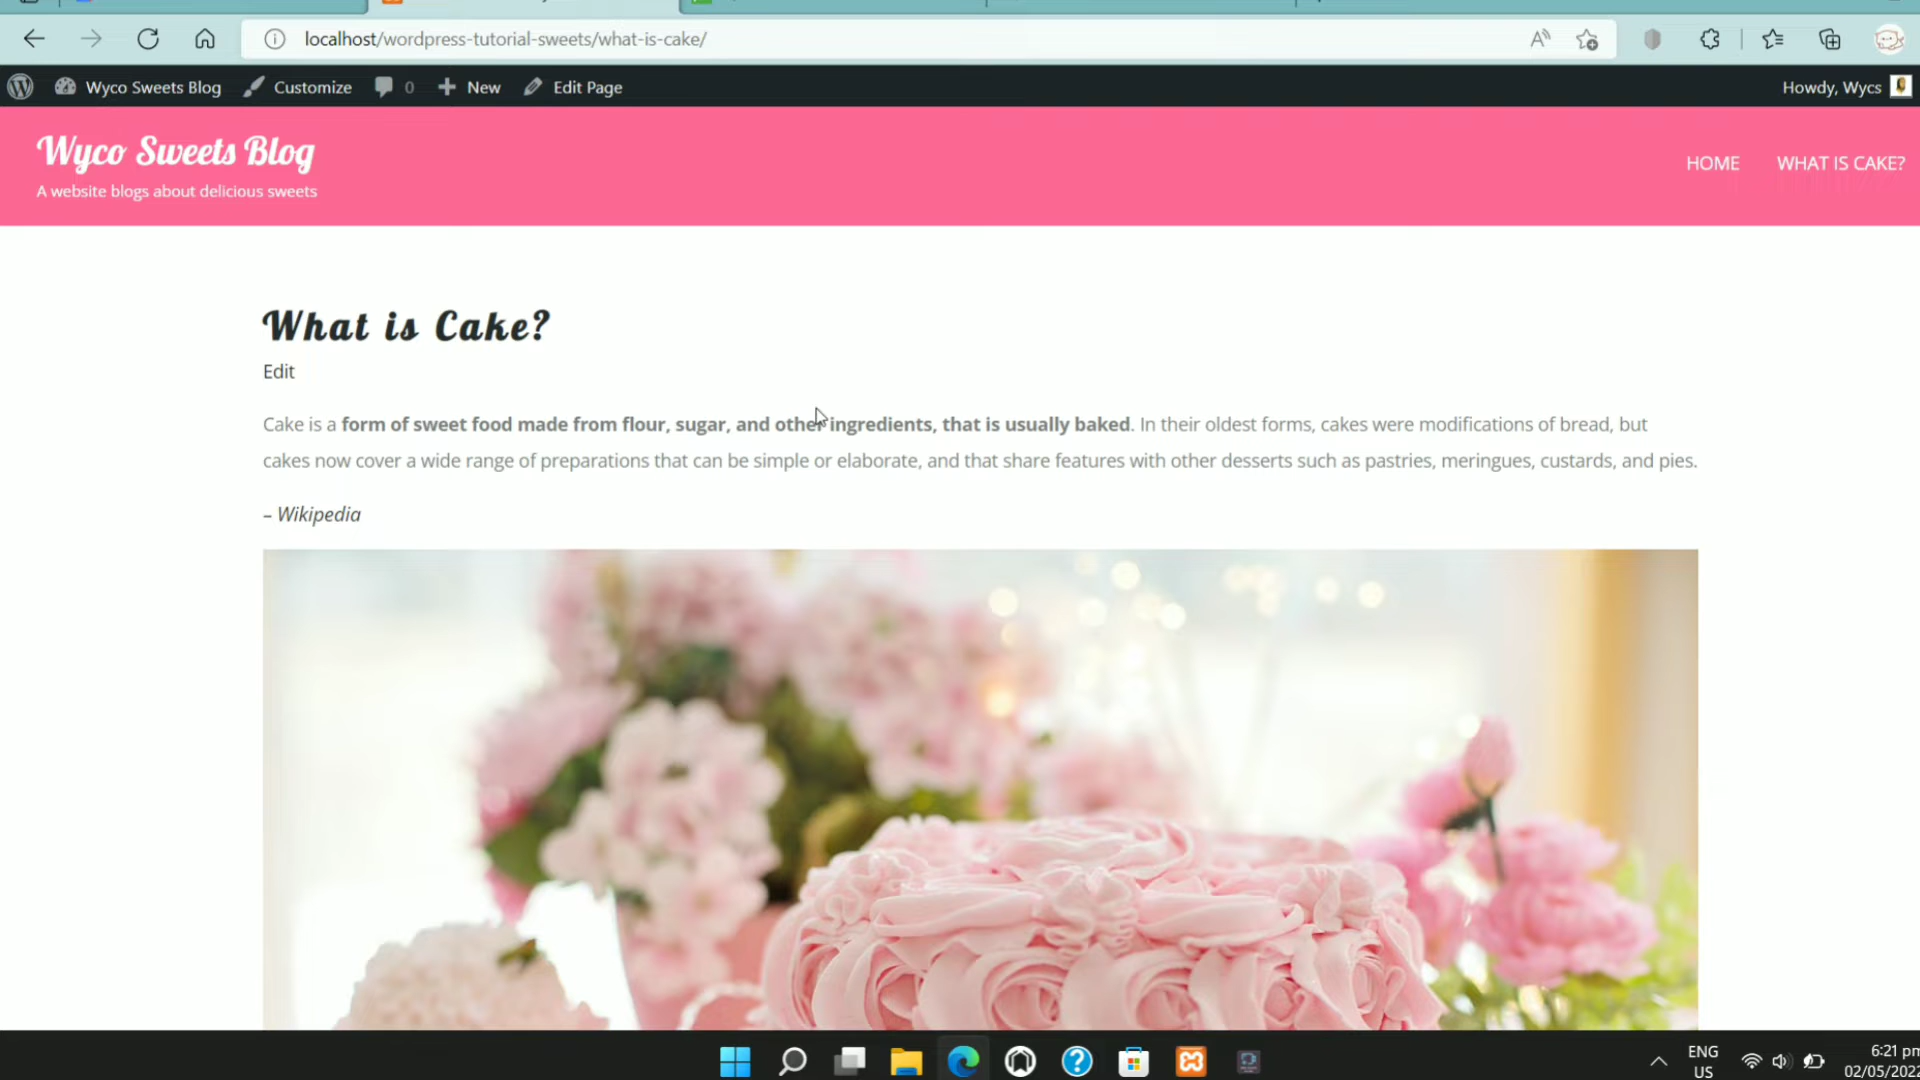 localhost/wordpress-tutorial-sweets/what-is-cake/
Wyco Sweets Blog Customize 0 New Edit Page Howdy, Wycs
Wyco Sweets Blog
A website blogs about delicious sweets
HOME WHAT IS CAKE?
What is Cake?
Edit
Cake is a form of sweet food made from flour, sugar, and other ingredients, that is usually baked. In their oldest forms, cakes were modifications of bread, but
cakes now cover a wide range of preparations that can be simple or elaborate, and that share features with other desserts such as pastries, meringues, custards, and pies.
– Wikipedia
ENG
US
6:21 pm
02/05/2022